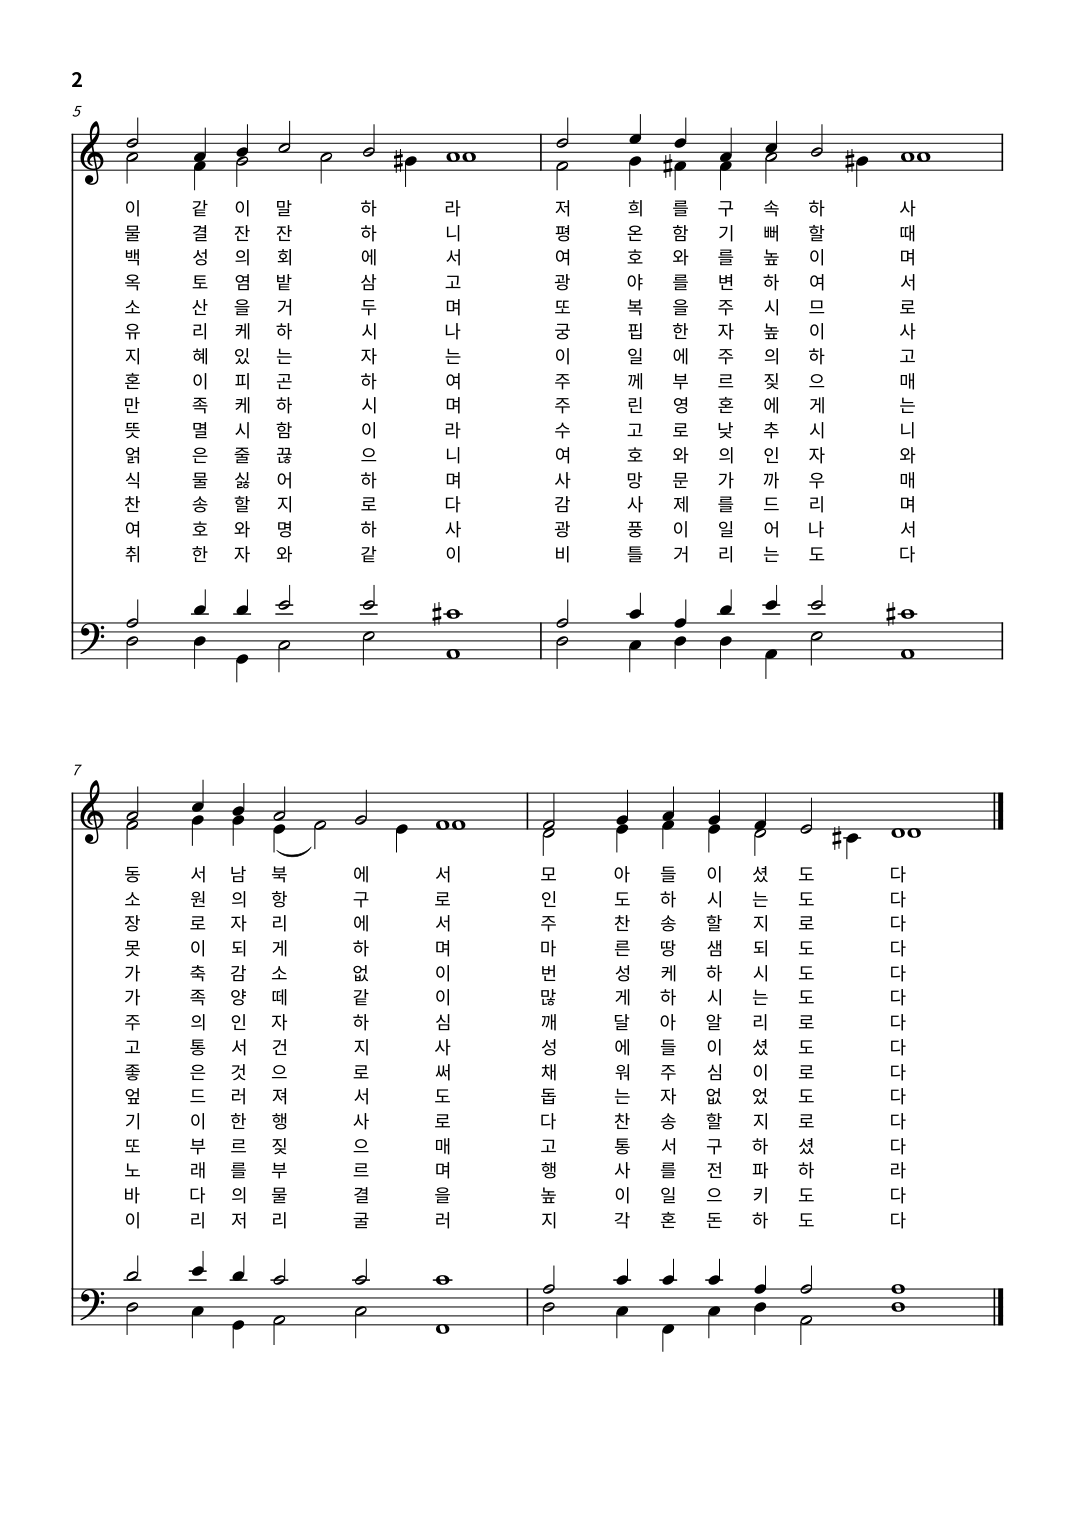 2
5
이 같 이 말 하 라 저 희 를 구 속 하 사
물 결 잔 잔 하 니 평 온 함 기 뻐 할 때
백 성 의 회 에 서 여 호 와 를 높 이 며
옥 토 염 밭 삼 고 광 야 를 변 하 여 서
소 산 을 거 두 며 또 복 을 주 시 므 로
유 리 케 하 시 나 궁 핍 한 자 높 이 사
지 혜 있 는 자 는 이 일 에 주 의 하 고
혼 이 피 곤 하 여 주 께 부 르 짖 으 매
만 족 케 하 시 며 주 린 영 혼 에 게 는
뜻 멸 시 함 이 라 수 고 로 낮 추 시 니
얽 은 줄 끊 으 니 여 호 와 의 인 자 와
식 물 싫 어 하 며 사 망 문 가 까 우 매
찬 송 할 지 로 다 감 사 제 를 드 리 며
여 호 와 명 하 사 광 풍 이 일 어 나 서
취 한 자 와 같 이 비 틀 거 리 는 도 다
7
동 서 남 북 에 서 모 아 들 이 셨 도 다
소 원 의 항 구 로 인 도 하 시 는 도 다
장 로 자 리 에 서 주 찬 송 할 지 로 다
못 이 되 게 하 며 마 른 땅 샘 되 도 다
가 축 감 소 없 이 번 성 케 하 시 도 다
가 족 양 떼 같 이 많 게 하 시 는 도 다
주 의 인 자 하 심 깨 달 아 알 리 로 다
고 통 서 건 지 사 성 에 들 이 셨 도 다
좋 은 것 으 로 써 채 워 주 심 이 로 다
엎 드 러 져 서 도 돕 는 자 없 었 도 다
기 이 한 행 사 로 다 찬 송 할 지 로 다
또 부 르 짖 으 매 고 통 서 구 하 셨 다
노 래 를 부 르 며 행 사 를 전 파 하 라
바 다 의 물 결 을 높 이 일 으 키 도 다
이 리 저 리 굴 러 지 각 혼 돈 하 도 다